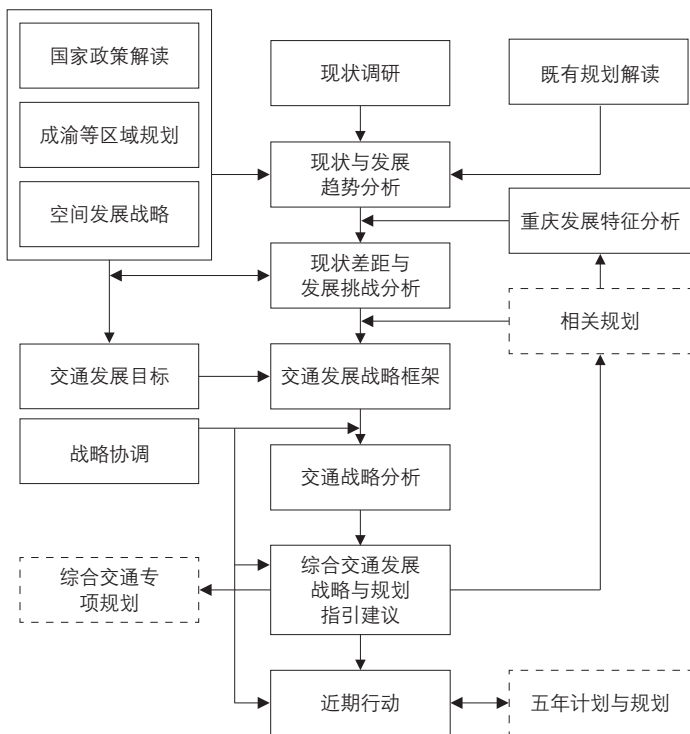 国家政策解读
成渝等区域规划
空间发展战略
现状调研
既有规划解读
现状与发展
趋势分析
重庆发展特征分析
现状差距与
发展挑战分析
相关规划
交通发展目标
交通发展战略框架
战略协调
交通战略分析
综合交通专
项规划
综合交通发展
战略与规划
指引建议
近期行动
五年计划与规划